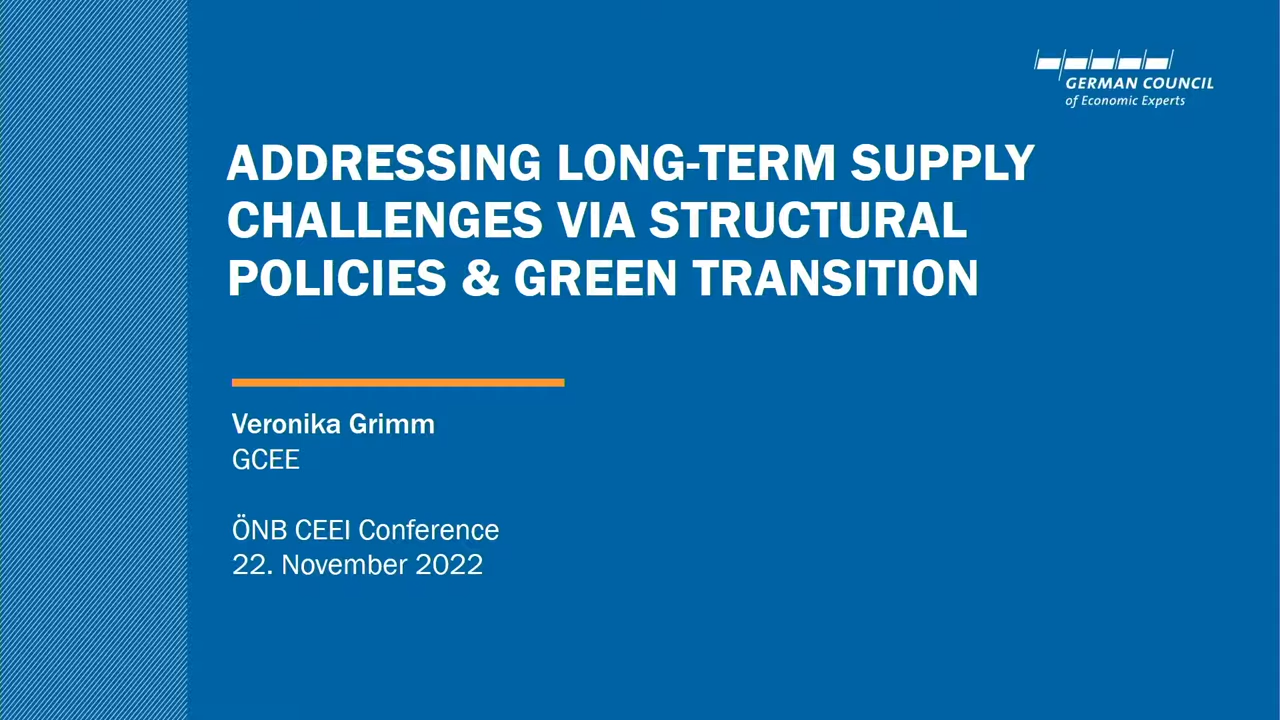 GERMAN COUNCIL
of Economic Experts
ADDRESSING LONG-TERM SUPPLY
CHALLENGES VIA STRUCTURAL
POLICIES & GREEN TRANSITION
Veronika Grimm
GCEE
ÖNB CEEI Conference
22. November 2022